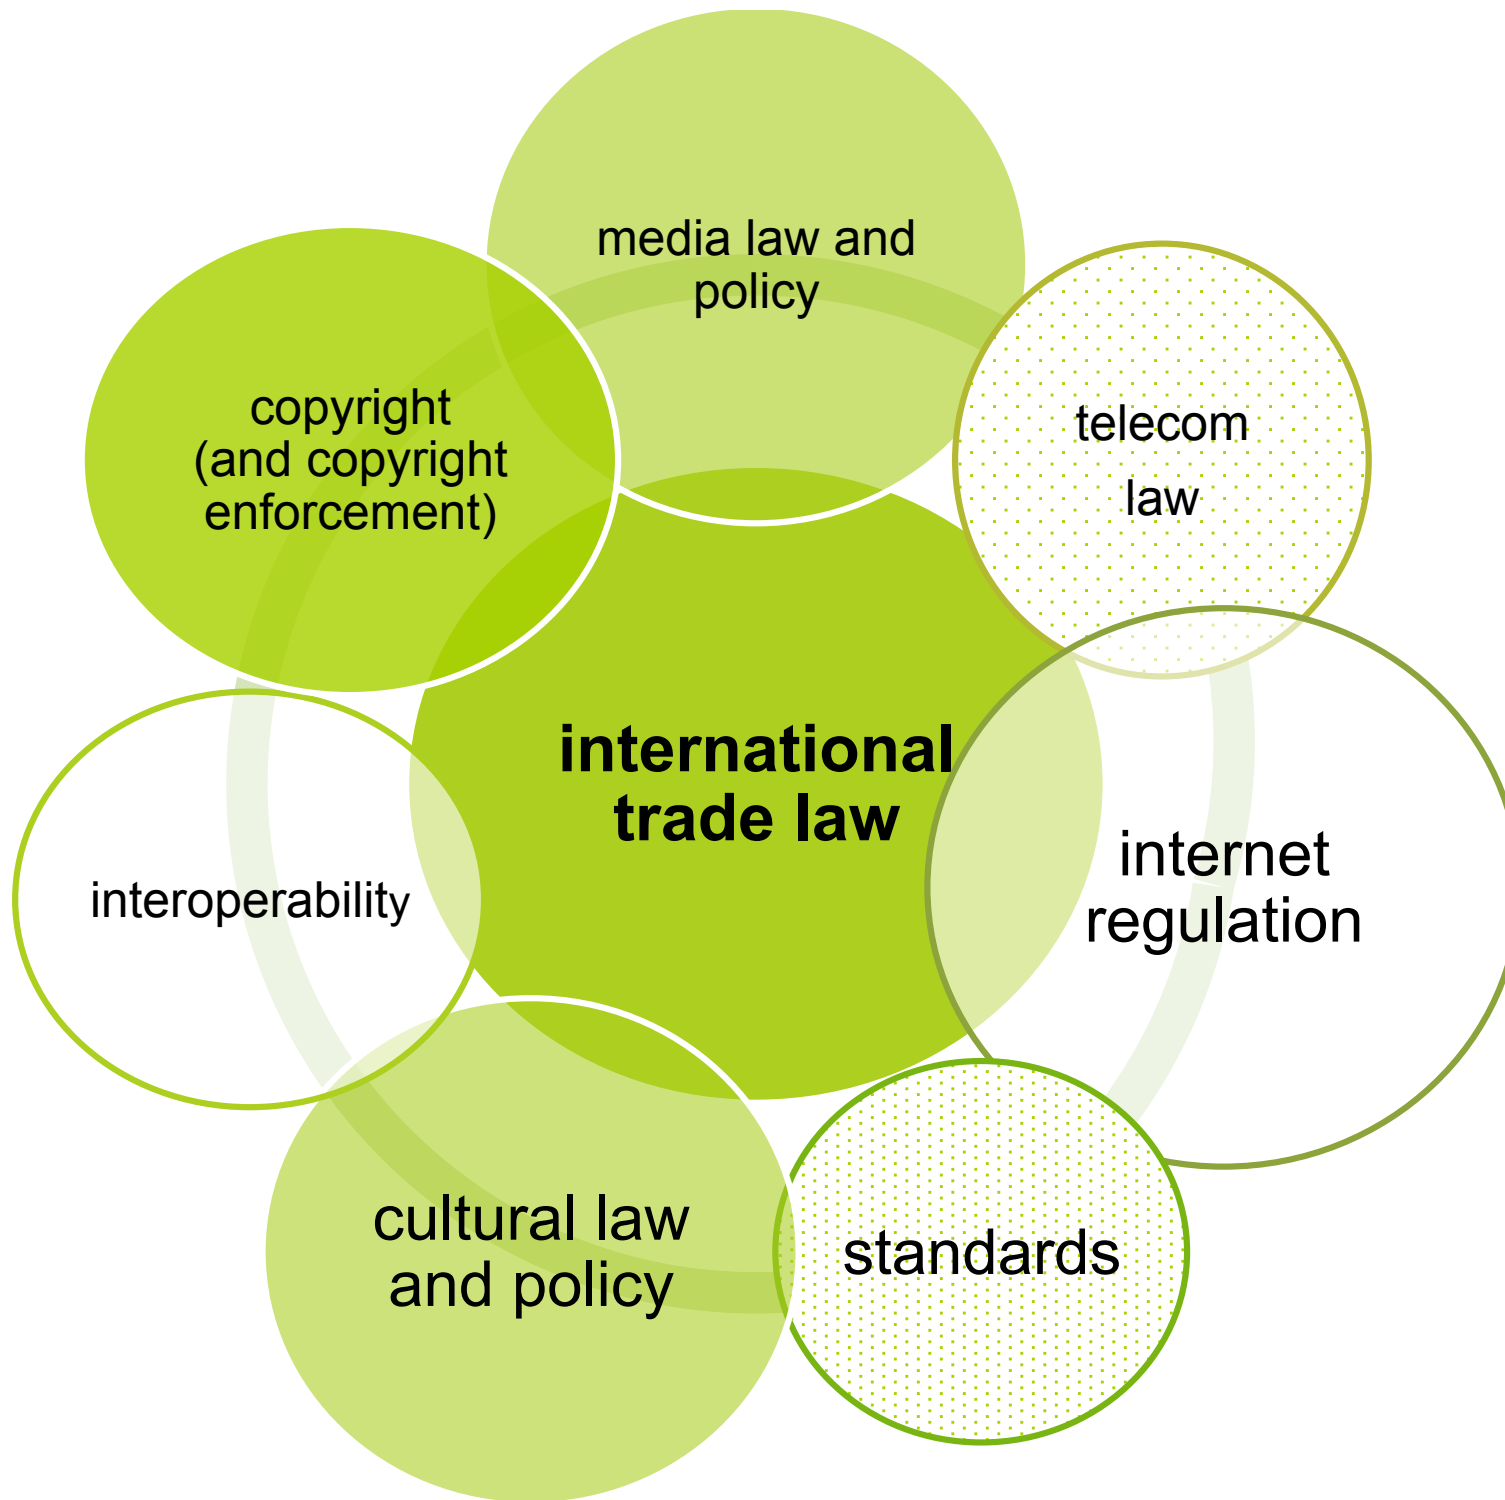 media law and
policy
copyright
(and copyright
enforcement)
telecom
law
international
trade law
internet
regulation
interoperability
cultural law
and policy
standards